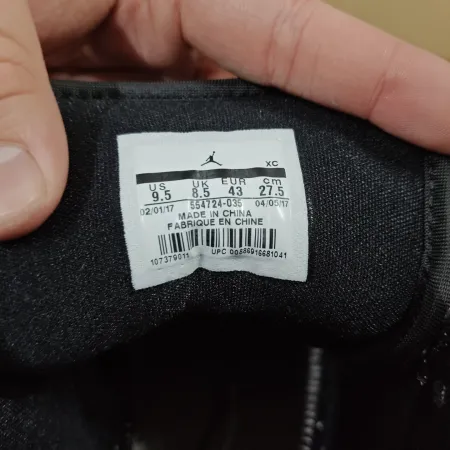 XC
US UK EUR cm
9.5 8.5 43 27.5
02/01/17 554724-035 04/00/17
MADE IN CHINA
FABRIQUE EN CHINE
107379011 UPC 00886916681041